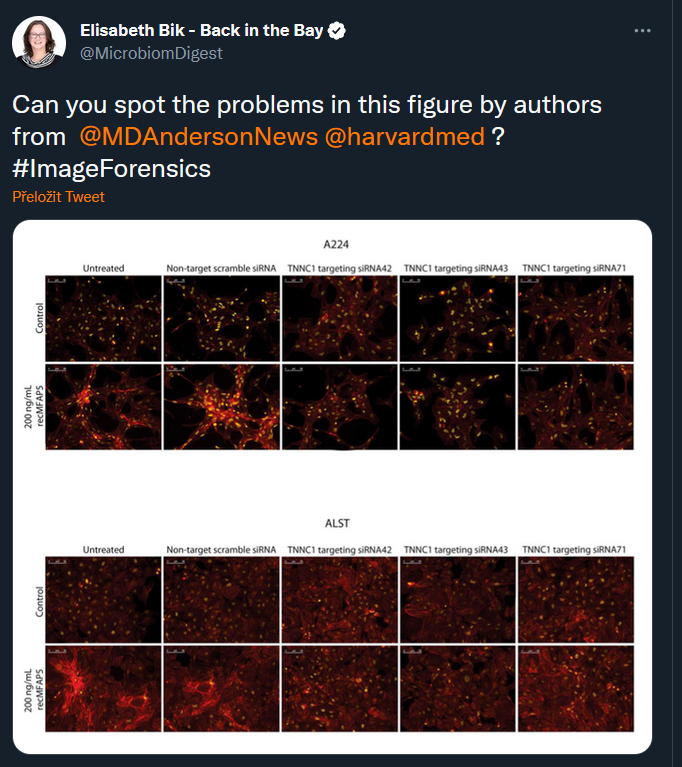 Elisabeth Bik - Back in the Bay
@MicrobiomDigest
Can you spot the problems in this figure by authors
from @MDAndersonNews @harvardmed ?
#ImageForensics
Přeložit Tweet
A224
Untreated
Non-target scramble siRNA
TNNC1 targeting siRNA42
TNNC1 targeting siRNA43
TNNC1 targeting siRNA71
Control
200 ng/mL
recMFAP5
ALST
Untreated
Non-target scramble siRNA
TNNC1 targeting siRNA42
TNNC1 targeting siRNA43
TNNC1 targeting siRNA71
Control
200 ng/mL
recMFAP5